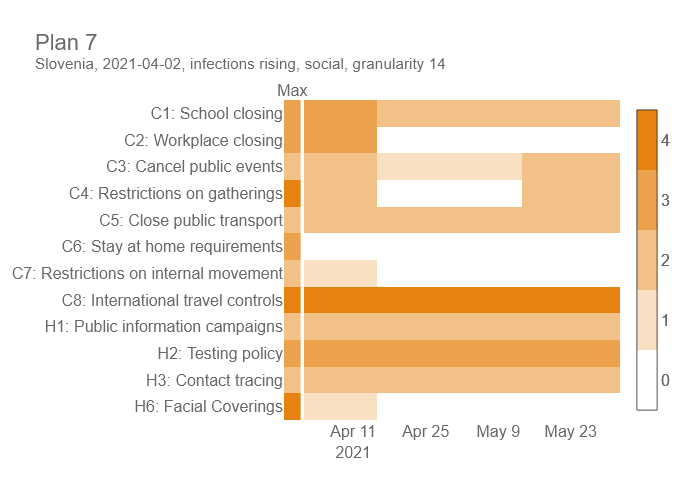 Plan 7
Slovenia, 2021-04-02, infections rising, social, granularity 14
Max
C1: School closing
C2: Workplace closing
C3: Cancel public events
C4: Restrictions on gatherings
C5: Close public transport
C6: Stay at home requirements
C7: Restrictions on internal movement
C8: International travel controls
H1: Public information campaigns
H2: Testing policy
H3: Contact tracing
H6: Facial Coverings
4
3
2
1
0
Apr 11 Apr 25 May 9 May 23
2021